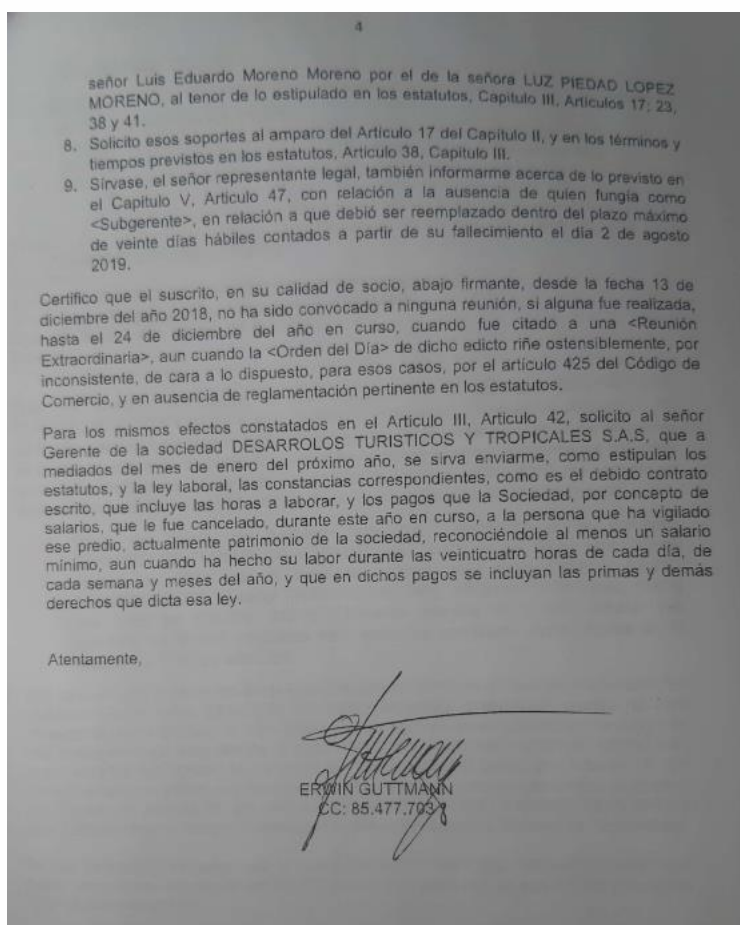 4
señor Luis Eduardo Moreno Moreno por el de la señora LUZ PIEDAD LOPEZ
MORENO, al tenor de lo estipulado en los estatutos, Capitulo III, Artículos 17; 23,
38 y 41.
8. Solicito esos soportes al amparo del Artículo 17 del Capitulo II, y en los términos y
tiempos previstos en los estatutos, Artículo 38, Capitulo III.
9. Sírvase, el señor representante legal, también informarme acerca de lo previsto en
el Capitulo V, Artículo 47, con relación a la ausencia de quien fungía como
<Subgerente>, en relación a que debió ser reemplazado dentro del plazo máximo
de veinte días hábiles contados a partir de su fallecimiento el día 2 de agosto
2019.
Certifico que el suscrito, en su calidad de socio, abajo firmante, desde la fecha 13 de
diciembre del año 2018, no ha sido convocado a ninguna reunión, si alguna fue realizada,
hasta el 24 de diciembre del año en curso, cuando fue citado a una <Reunión
Extraordinaria>, aun cuando la <Orden del Día> de dicho edicto riñe ostensiblemente, por
inconsistente, de cara a lo dispuesto, para esos casos, por el artículo 425 del Código de
Comercio, y en ausencia de reglamentación pertinente en los estatutos.
Para los mismos efectos constatados en el Articulo III, Articulo 42, solicito al señor
Gerente de la sociedad DESARROLOS TURISTICOS Y TROPICALES S.A.S, que a
mediados del mes de enero del próximo año, se sirva enviarme, como estipulan los
estatutos, y la ley laboral, las constancias correspondientes, como es el debido contrato
escrito, que incluye las horas a laborar, y los pagos que la Sociedad, por concepto de
salarios, que le fue cancelado, durante este año en curso, a la persona que ha vigilado
ese predio, actualmente patrimonio de la sociedad, reconociéndole al menos un salario
mínimo, aun cuando ha hecho su labor durante las veinticuatro horas de cada día, de
cada semana y meses del año, y que en dichos pagos se incluyan las primas y demás
derechos que dicta esa ley.
Atentamente,
ERWIN GUTTMANN
CC: 85.477.703